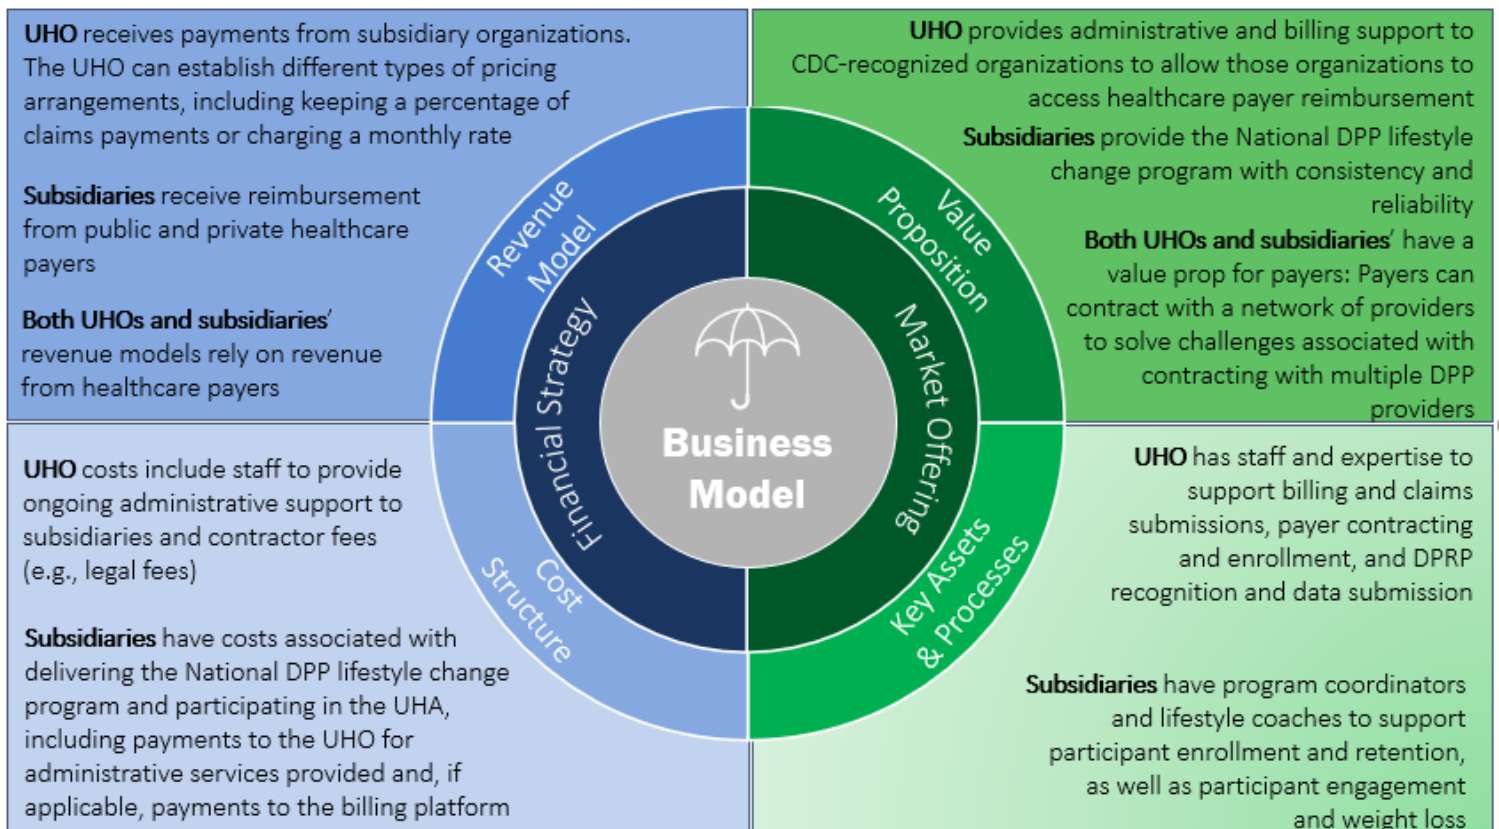 UHO receives payments from subsidiary organizations.
The UHO can establish different types of pricing
arrangements, including keeping a percentage of
claims payments or charging a monthly rate
Subsidiaries receive reimbursement
from public and private healthcare
payers
Both UHOs and subsidiaries’
revenue models rely on revenue
from healthcare payers
UHO provides administrative and billing support to
CDC-recognized organizations to allow those organizations to
access healthcare payer reimbursement
Subsidiaries provide the National DPP lifestyle
change program with consistency and
reliability
Both UHOs and subsidiaries’ have a
value prop for payers: Payers can
contract with a network of providers
to solve challenges associated with
contracting with multiple DPP
providers
Revenue
Model
Value
Proposition
Financial Strategy
Market Offering
Business
Model
Cost
Structure
Key Assets
& Processes
UHO costs include staff to provide
ongoing administrative support to
subsidiaries and contractor fees
(e.g., legal fees)
Subsidiaries have costs associated with
delivering the National DPP lifestyle change
program and participating in the UHA,
including payments to the UHO for
administrative services provided and, if
applicable, payments to the billing platform
UHO has staff and expertise to
support billing and claims
submissions, payer contracting
and enrollment, and DPRP
recognition and data submission
Subsidiaries have program coordinators
and lifestyle coaches to support
participant enrollment and retention,
as well as participant engagement
and weight loss